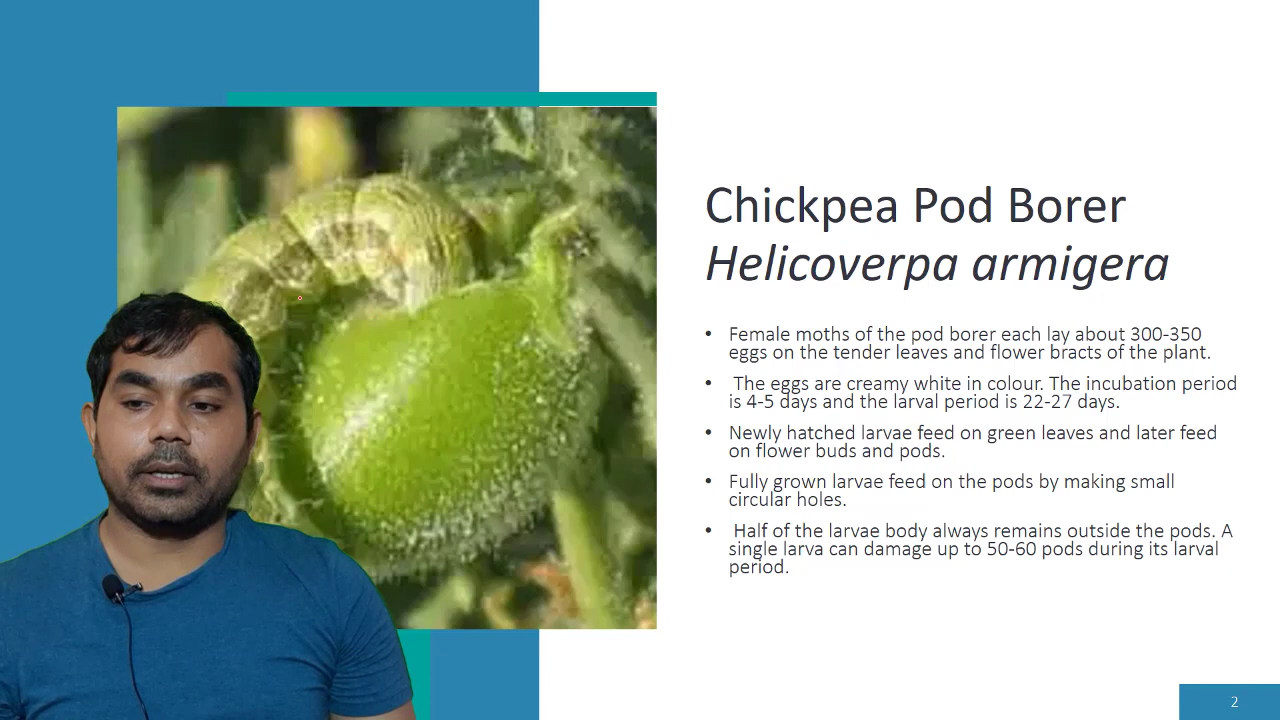 Chickpea Pod Borer
Helicoverpa armigera
• Female moths of the pod borer each lay about 300-350
eggs on the tender leaves and flower bracts of the plant.
• The eggs are creamy white in colour. The incubation period
is 4-5 days and the larval period is 22-27 days.
• Newly hatched larvae feed on green leaves and later feed
on flower buds and pods.
• Fully grown larvae feed on the pods by making small
circular holes.
• Half of the larvae body always remains outside the pods. A
single larva can damage up to 50-60 pods during its larval
period.
2